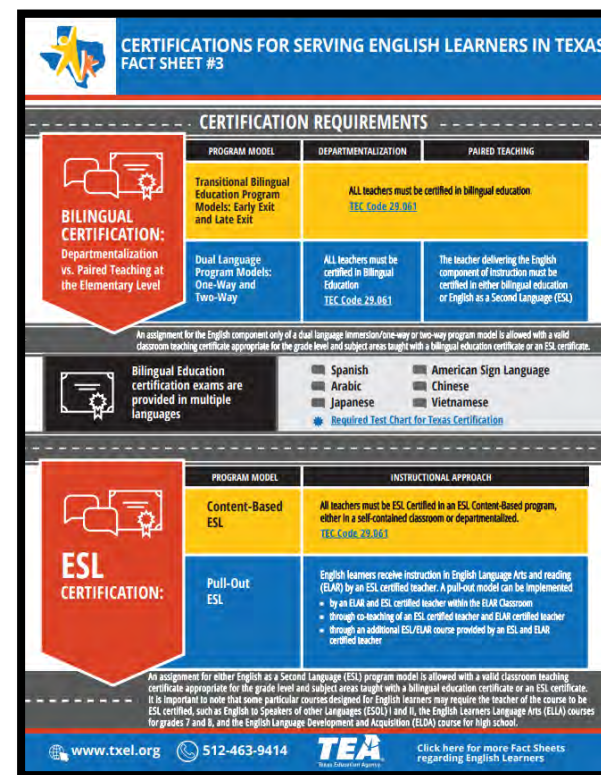 CERTIFICATIONS FOR SERVING ENGLISH LEARNERS IN TEXAS
FACT SHEET #3
CERTIFICATION REQUIREMENTS
BILINGUAL
CERTIFICATION:
Departmentalization
vs. Paired Teaching at
the Elementary Level
PROGRAM MODEL
DEPARTMENTALIZATION
PAIRED TEACHING
Transitional Bilingual
Education Program
Models: Early Exit
and Late Exit
ALL teachers must be certified in bilingual education
TEC Code 29.061
Dual Language
Program Models:
One-Way and
Two-Way
ALL teachers must be
certified in Bilingual
Education
TEC Code 29.061
The teacher delivering the English
component of instruction must be
certified in either bilingual education
or English as a Second Language (ESL)
An assignment for the English component only of a dual language immersion/one-way or two-way program model is allowed with a valid
classroom teaching certificate appropriate for the grade level and subject areas taught with a bilingual education certificate or an ESL certificate.
Bilingual Education
certification exams are
provided in multiple
languages
Spanish
Arabic
Japanese
American Sign Language
Chinese
Vietnamese
Required Test Chart for Texas Certification
ESL
CERTIFICATION:
PROGRAM MODEL
INSTRUCTIONAL APPROACH
Content-Based
ESL
All teachers must be ESL Certified in an ESL Content-Based program,
either in a self-contained classroom or departmentalized.
TEC Code 29.061
Pull-Out
ESL
English learners receive instruction in English Language Arts and reading
(ELAR) by an ESL certified teacher. A pull-out model can be implemented
by an ELAR and ESL certified teacher within the ELAR Classroom
through co-teaching of an ESL certified teacher and ELAR certified teacher
through an additional ESL/ELAR course provided by an ESL and ELAR
certified teacher
An assignment for either English as a Second Language (ESL) program model is allowed with a valid classroom teaching
certificate appropriate for the grade level and subject areas taught with a bilingual education certificate or an ESL certificate.
It is important to note that some particular courses designed for English learners may require the teacher of the course to be
ESL certified, such as English to Speakers of other Languages (ESOL) I and II, the English Language Arts (ELLA) courses
for grades 7 and 8, and the English Language Development and Acquisition (ELDA) course for high school.
www.txel.org
512-463-9414
TEA
Texas Education Agency
Click here for more Fact Sheets
regarding English Learners